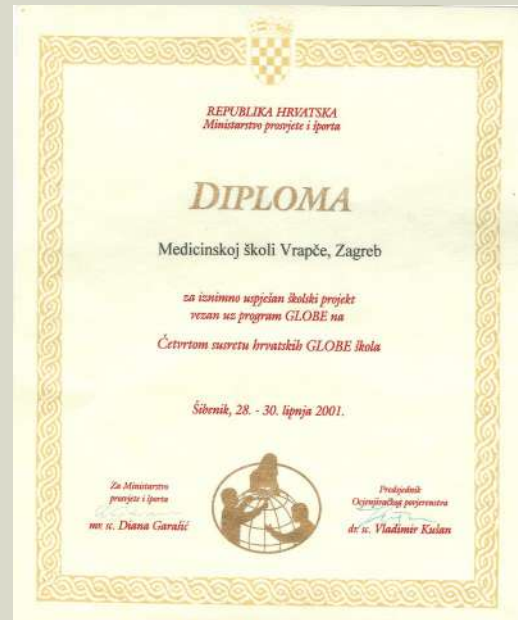 REPUBLIKA HRVATSKA
Ministarstvo prosvjete i športa
DIPLOMA
Medicinskoj školi Vrapče, Zagreb
za iznimno uspješan školski projekt
vezan uz program GLOBE na
Četvrtom susretu hrvatskih GLOBE škola
Šibenik, 28. - 30. lipnja 2001.
Za Ministarstvo
prosvjete i športa
mr. sc. Diana Garašić
Predsjednik
Ocjenjivačkog povjerenstva
dr. sc. Vladimir Kušan